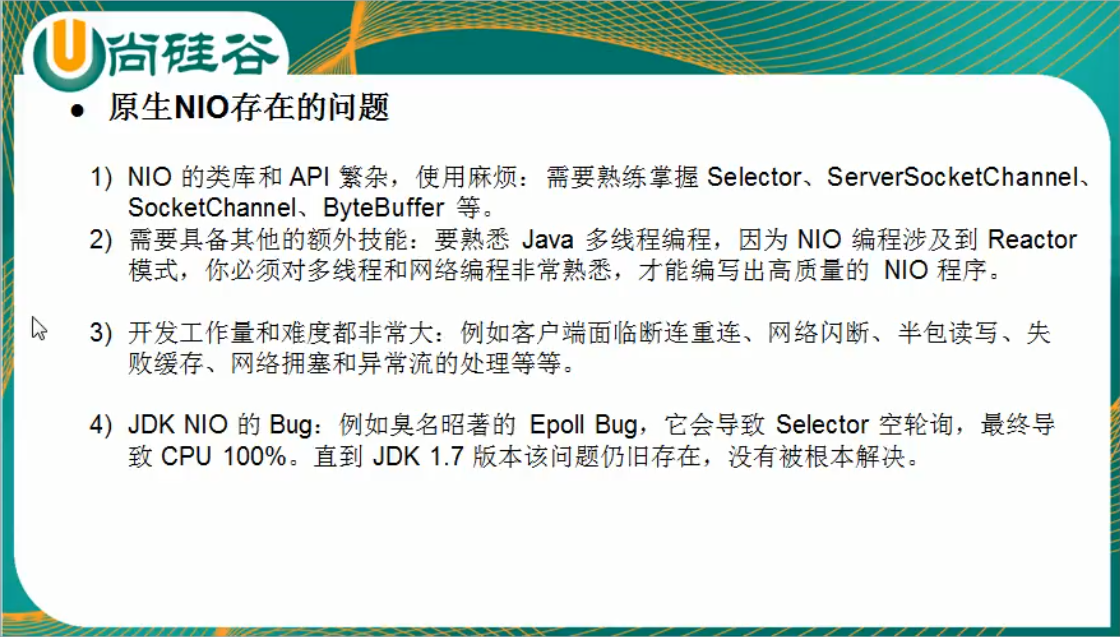 尚硅谷
● 原生NIO存在的问题
1) NIO 的类库和 API 繁杂，使用麻烦：需要熟练掌握 Selector、ServerSocketChannel、
SocketChannel、ByteBuffer 等。
2) 需要具备其他的额外技能：要熟悉 Java 多线程编程，因为 NIO 编程涉及到 Reactor
模式，你必须对多线程和网络编程非常熟悉，才能编写出高质量的 NIO 程序。
3) 开发工作量和难度都非常大：例如客户端面临断连重连、网络闪断、半包读写、失
败缓存、网络拥塞和异常流的处理等等。
4) JDK NIO 的 Bug：例如臭名昭著的 Epoll Bug，它会导致 Selector 空轮询，最终导
致 CPU 100%。直到 JDK 1.7 版本该问题仍旧存在，没有被根本解决。